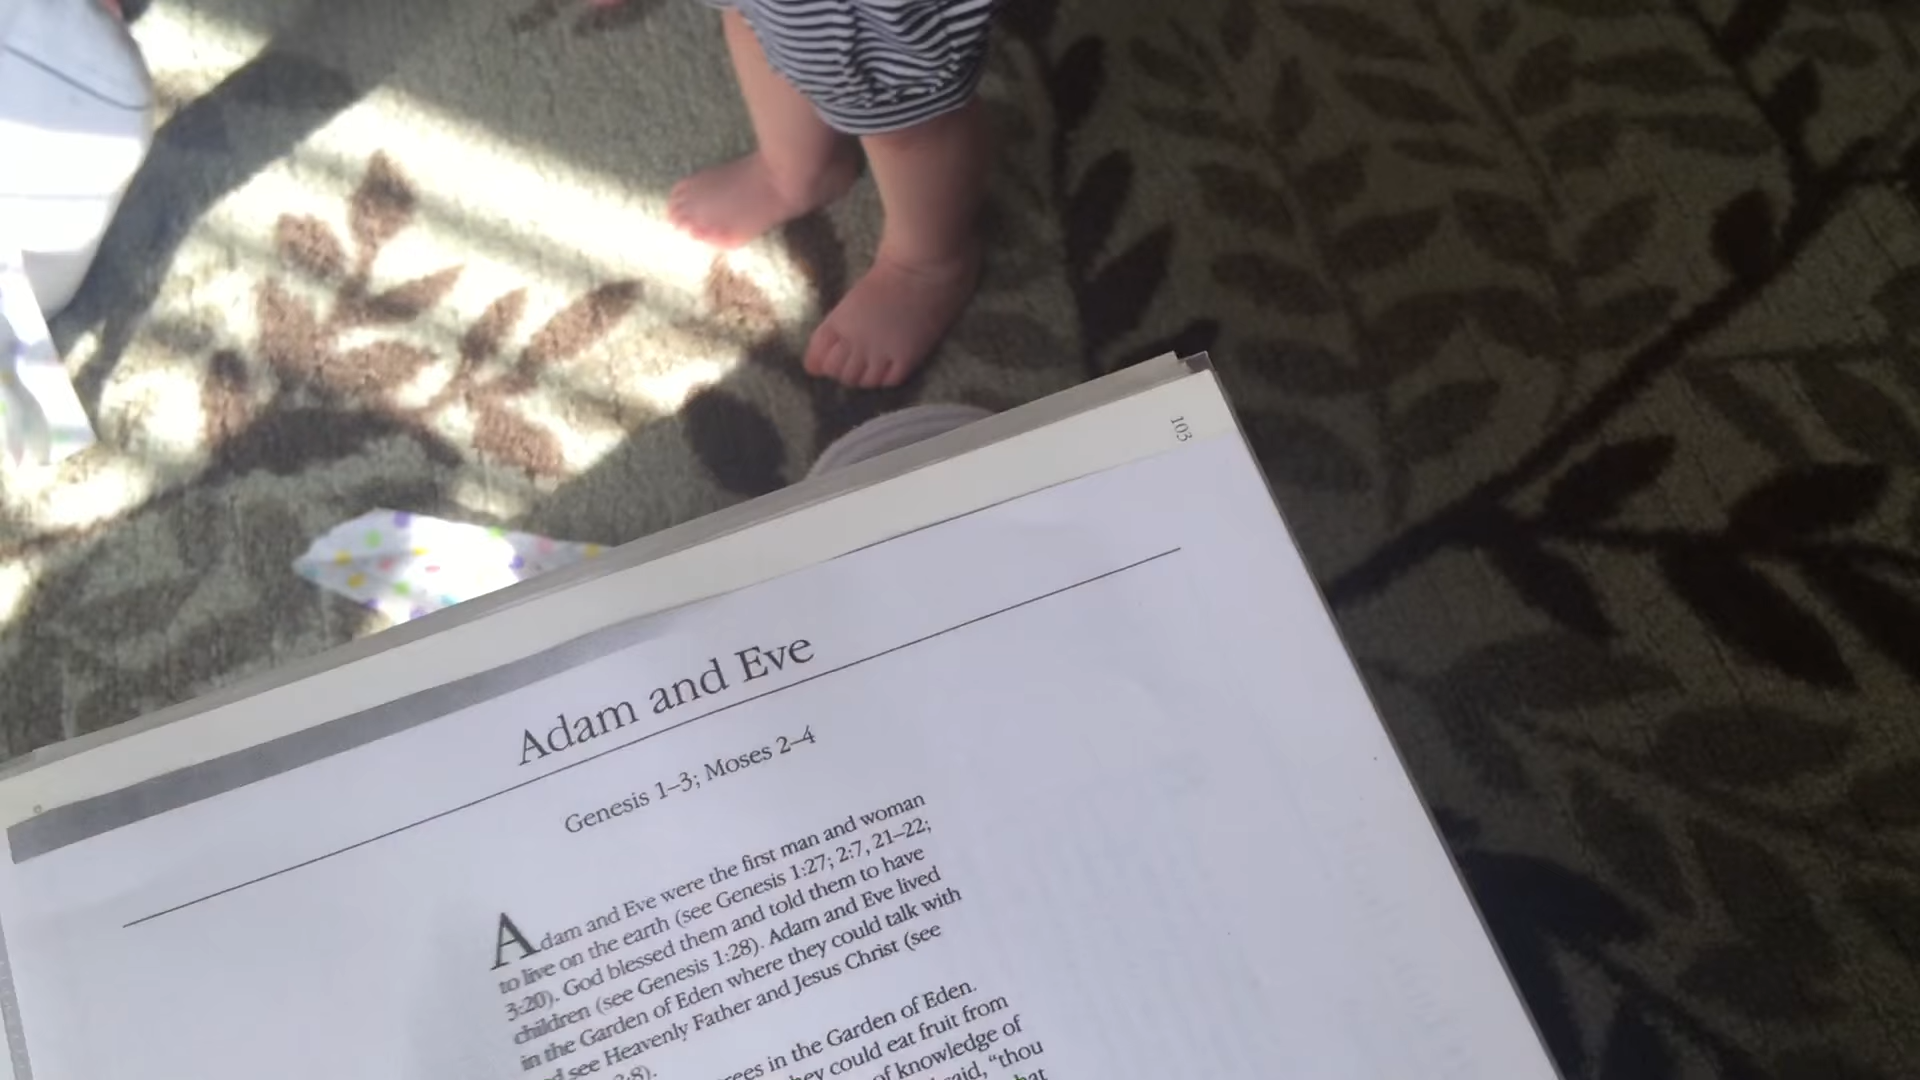 103
Adam and Eve
Genesis 1–3; Moses 2–4
Adam and Eve were the first man and woman
to live on the earth (see Genesis 1:27; 2:7, 21–22;
3:20). God blessed them and told them to have
children (see Genesis 1:28). Adam and Eve lived
in the Garden of Eden where they could talk with
see Heavenly Father and Jesus Christ (see
in the Garden of Eden.
could eat fruit from
of knowledge of
"thou